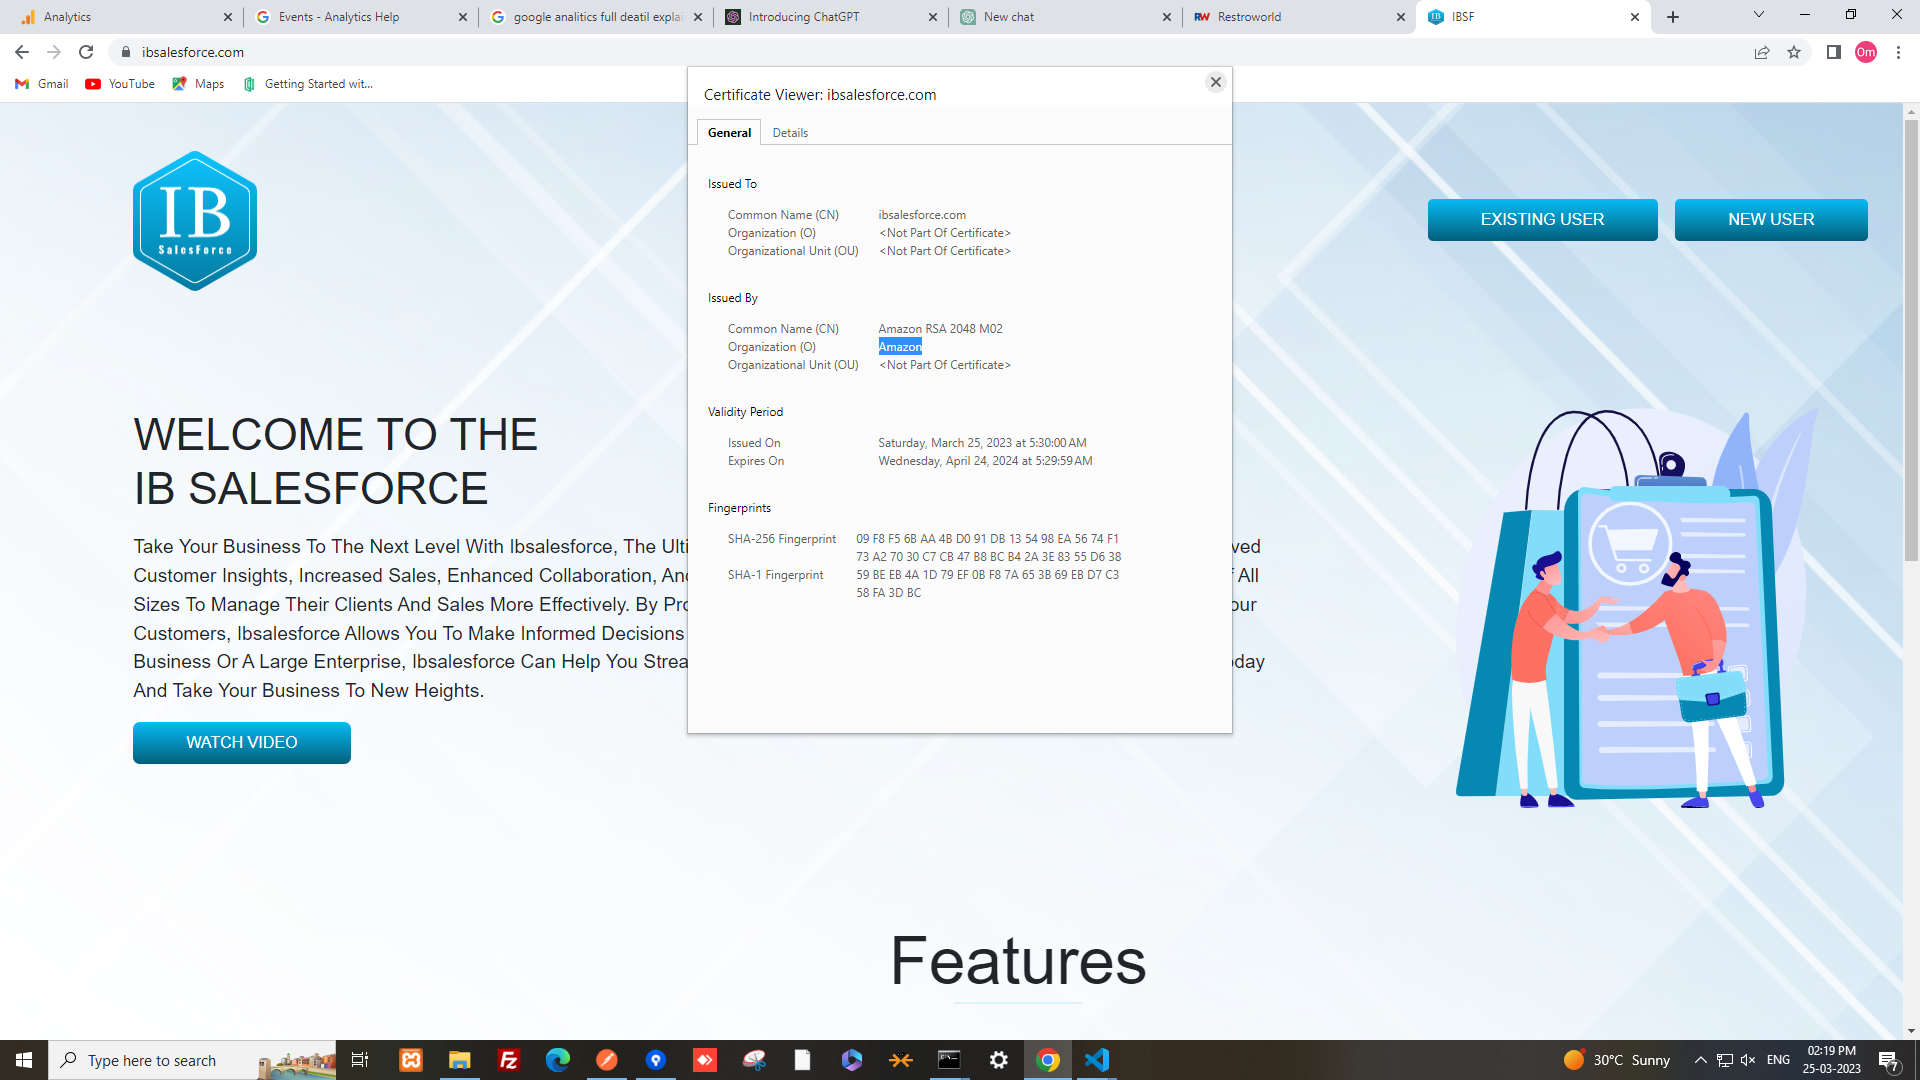 Analytics
Events - Analytics Help
google analitics full deatil explai
Introducing ChatGPT
New chat
RW Restroworld
IB IBSF
ibsalesforce.com
Om
Gmail
YouTube
Maps
Getting Started wit...
Certificate Viewer: ibsalesforce.com
General Details
Issued To
Common Name (CN) ibsalesforce.com
Organization (O) <Not Part Of Certificate>
Organizational Unit (OU) <Not Part Of Certificate>
Issued By
Common Name (CN) Amazon RSA 2048 M02
Organization (O) Amazon
Organizational Unit (OU) <Not Part Of Certificate>
Validity Period
Issued On Saturday, March 25, 2023 at 5:30:00 AM
Expires On Wednesday, April 24, 2024 at 5:29:59 AM
Fingerprints
SHA-256 Fingerprint 09 F8 F5 6B AA 4B D0 91 DB 13 54 98 EA 56 74 F1
73 A2 70 30 C7 CB 47 B8 BC B4 2A 3E 83 55 D6 38
SHA-1 Fingerprint 59 BE EB 4A 1D 79 EF 0B F8 7A 65 3B 69 EB D7 C3
58 FA 3D BC
IB
SalesForce
EXISTING USER
NEW USER
WELCOME TO THE
IB SALESFORCE
Take Your Business To The Next Level With Ibsalesforce, The Ulti ved
Customer Insights, Increased Sales, Enhanced Collaboration, And f All
Sizes To Manage Their Clients And Sales More Effectively. By Pro our
Customers, Ibsalesforce Allows You To Make Informed Decisions
Business Or A Large Enterprise, Ibsalesforce Can Help You Strea oday
And Take Your Business To New Heights.
WATCH VIDEO
Features
Type here to search
30°C Sunny
ENG
02:19 PM
25-03-2023
7